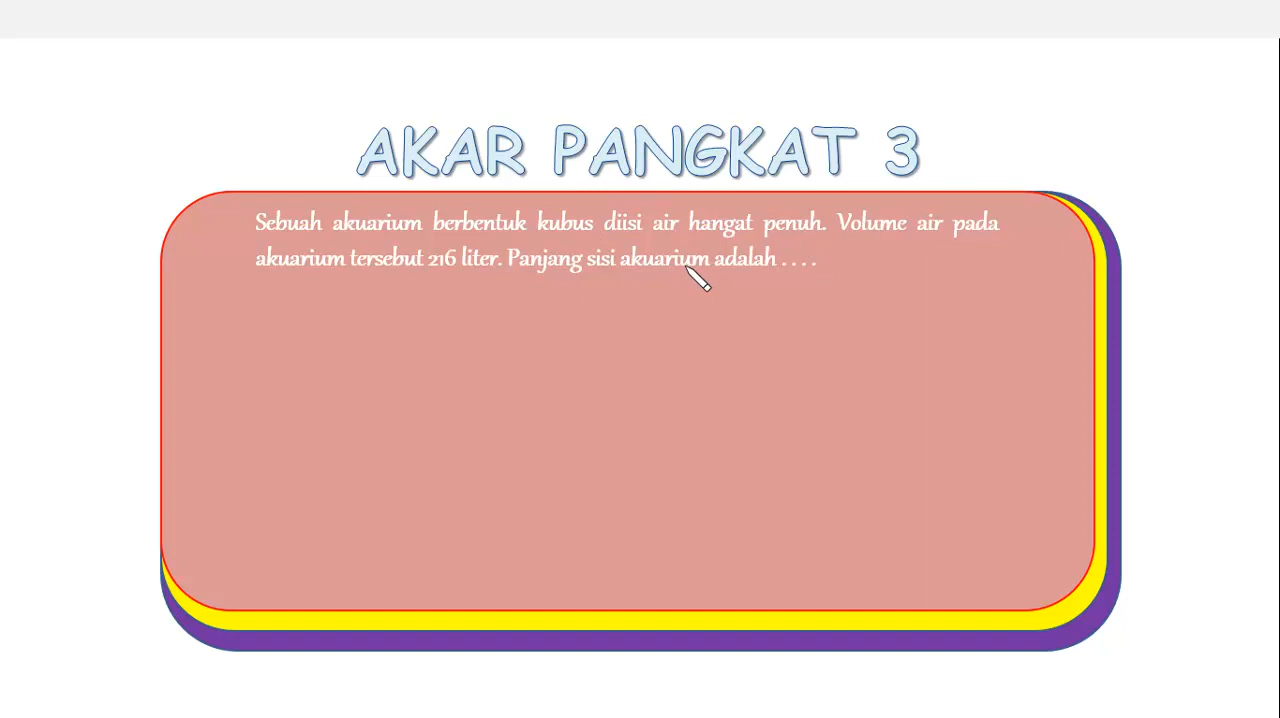 AKAR PANGKAT 3
Sebuah akuarium berbentuk kubus diisi air hangat penuh. Volume air pada
akuarium tersebut 216 liter. Panjang sisi akuarium adalah . . . .